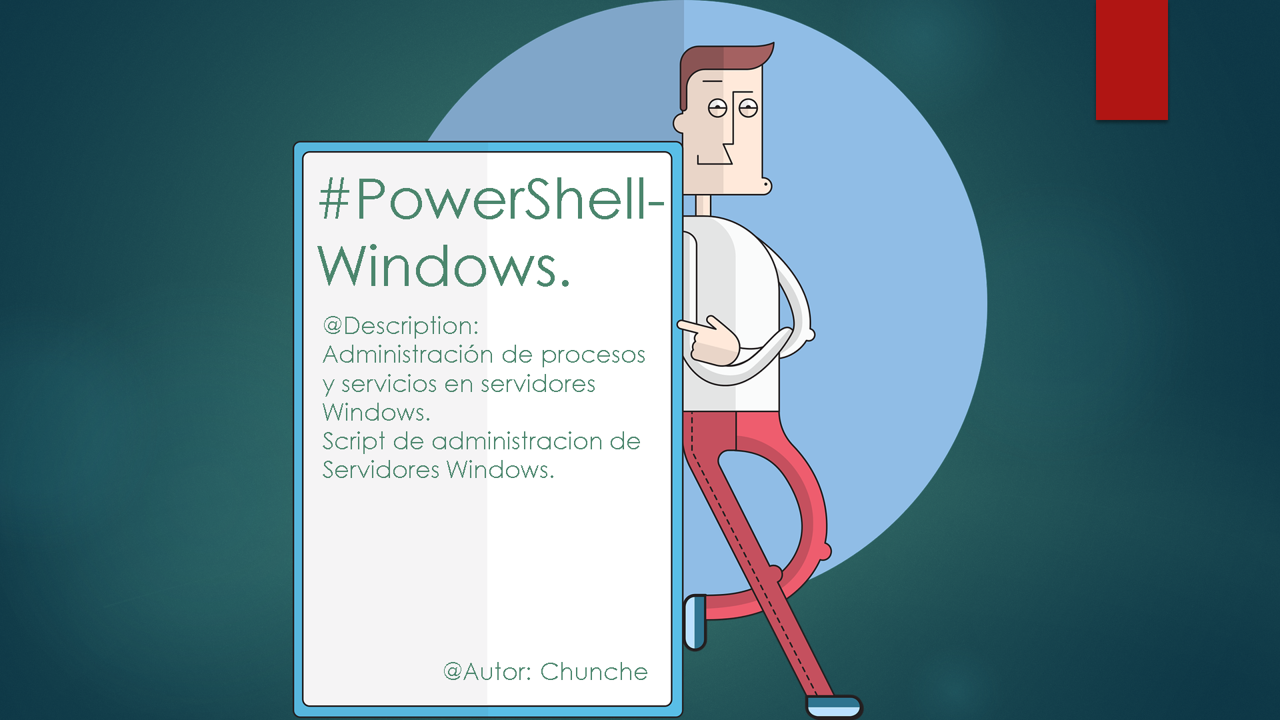 #PowerShell-
Windows.
@Description:
Administración de procesos
y servicios en servidores
Windows.
Script de administracion de
Servidores Windows.
@Autor: Chunche